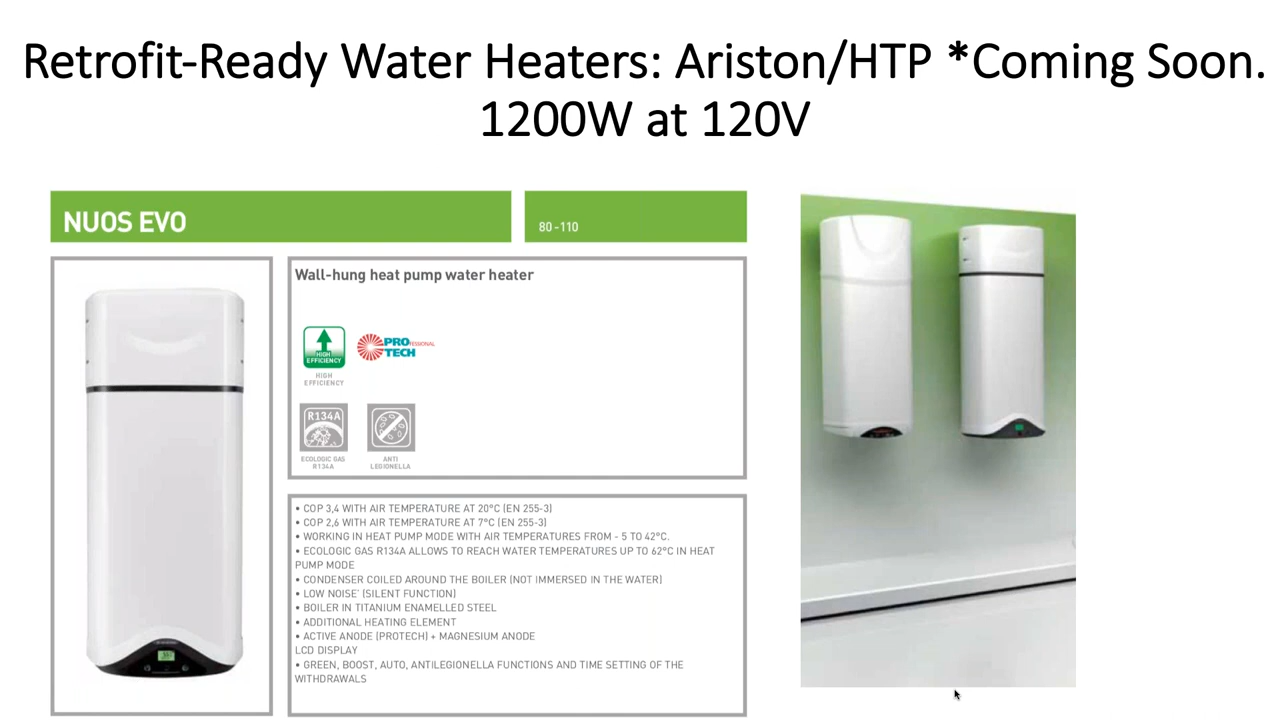 Retrofit-Ready Water Heaters: Ariston/HTP *Coming Soon.
1200W at 120V
NUOS EVO
80-110
Wall-hung heat pump water heater
HIGH
EFFICIENCY
HIGH
EFFICIENCY
PROFESSIONAL
TECH
R134A
ECOLOGIC GAS
R134A
ANTI
LEGIONELLA
• COP 3,4 WITH AIR TEMPERATURE AT 20°C (EN 255-3)
• COP 2,6 WITH AIR TEMPERATURE AT 7°C (EN 255-3)
• WORKING IN HEAT PUMP MODE WITH AIR TEMPERATURES FROM - 5 TO 42°C.
• ECOLOGIC GAS R134A ALLOWS TO REACH WATER TEMPERATURES UP TO 62°C IN HEAT
PUMP MODE
• CONDENSER COILED AROUND THE BOILER (NOT IMMERSED IN THE WATER)
• LOW NOISE' (SILENT FUNCTION)
• BOILER IN TITANIUM ENAMELLED STEEL
• ADDITIONAL HEATING ELEMENT
• ACTIVE ANODE (PROTECH) + MAGNESIUM ANODE
LCD DISPLAY
• GREEN, BOOST, AUTO, ANTILEGIONELLA FUNCTIONS AND TIME SETTING OF THE
WITHDRAWALS